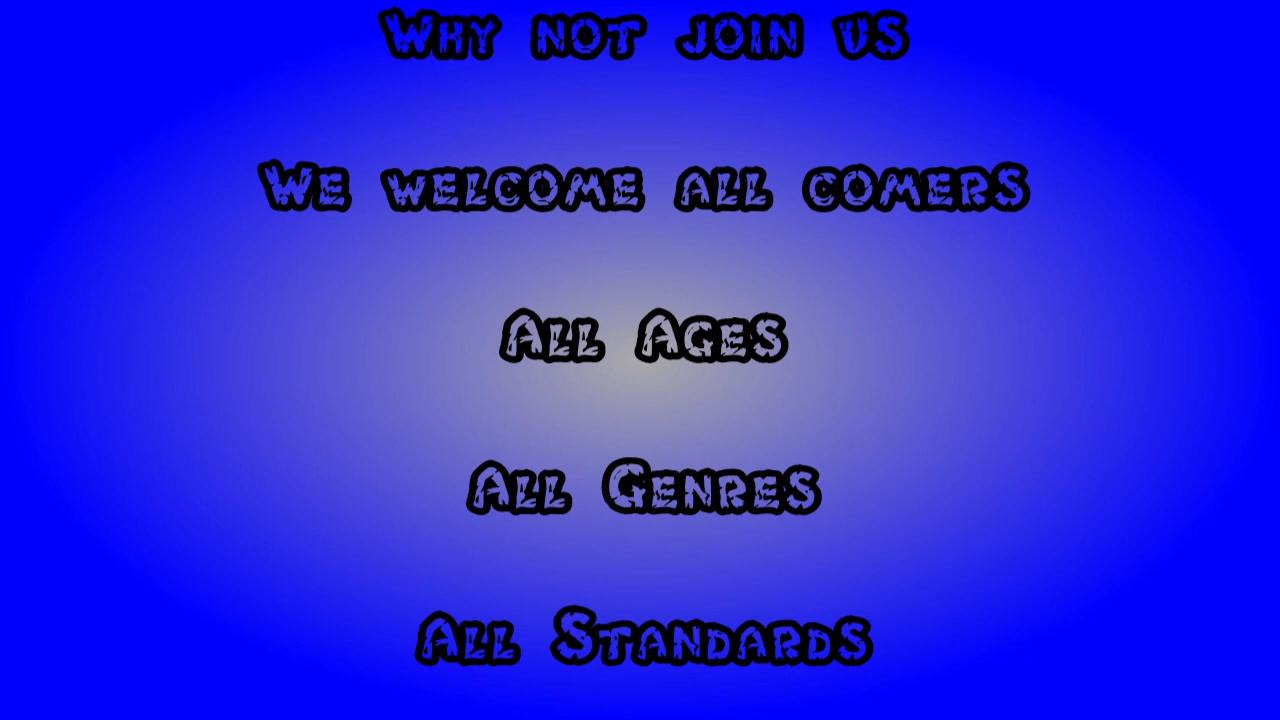 Why not join us
We welcome all comers
All Ages
All Genres
All Standards